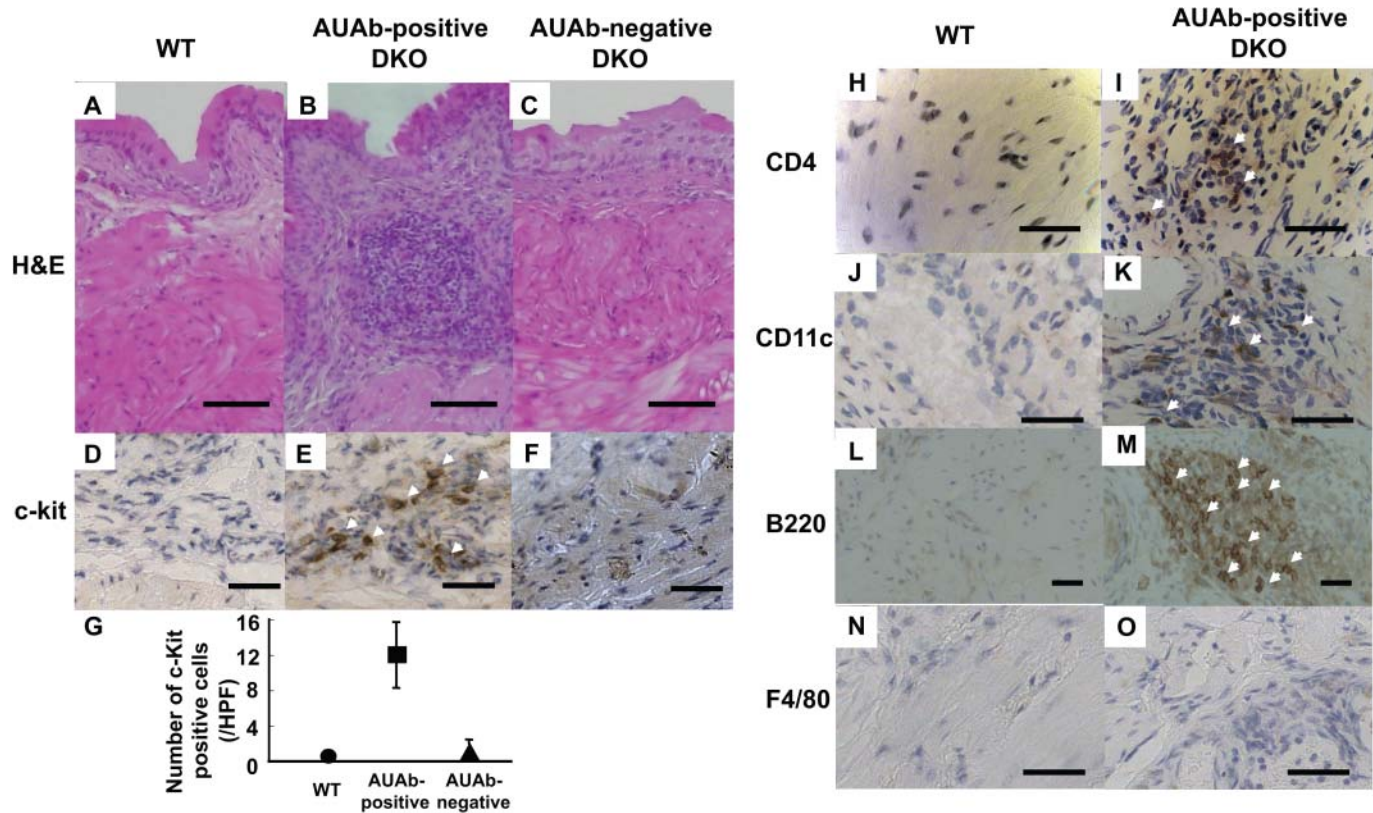 WT
AUAb-positive
DKO
AUAb-negative
DKO
A
B
C
H&E
D
E
F
c-kit
G
Number of c-Kit
positive cells
(/HPF)
16
12
8
4
0
WT
AUAb-
positive
AUAb-
negative
WT
AUAb-positive
DKO
H
I
CD4
J
K
CD11c
L
M
B220
N
O
F4/80